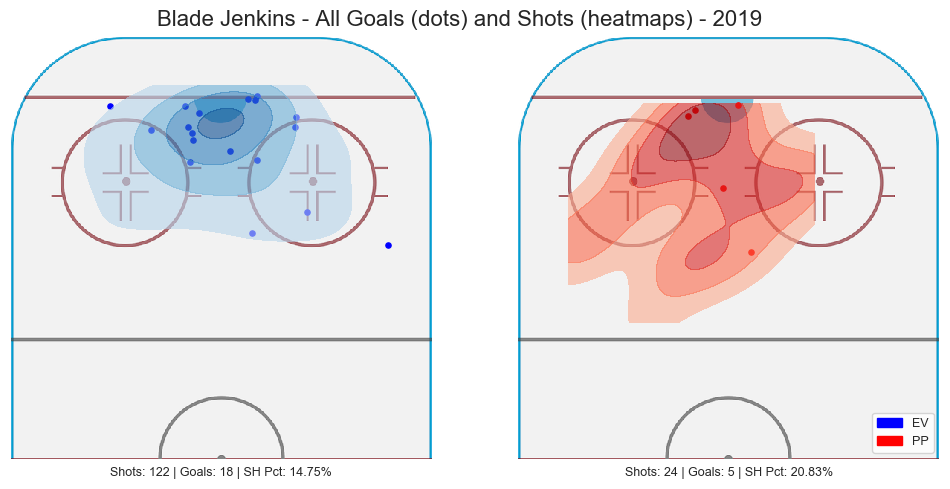 Blade Jenkins - All Goals (dots) and Shots (heatmaps) - 2019
EV
PP
Shots: 122 | Goals: 18 | SH Pct: 14.75%
Shots: 24 | Goals: 5 | SH Pct: 20.83%